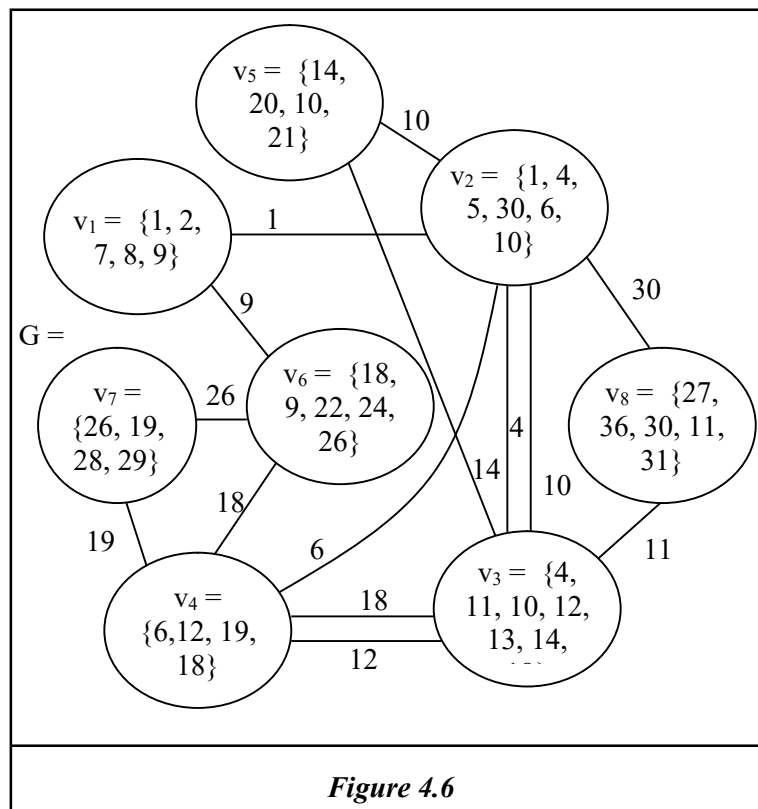 v₅ = {14,
20, 10,
21}
10
v₂ = {1, 4,
5, 30, 6,
10}
v₁ = {1, 2,
7, 8, 9}
1
30
9
G =
v₇ =
{26, 19,
28, 29}
26
v₆ = {18,
9, 22, 24,
26}
v₈ = {27,
36, 30, 11,
31}
4
14
10
18
19
6
11
v₄ =
{6,12, 19,
18}
18
12
v₃ = {4,
11, 10, 12,
13, 14,
Figure 4.6